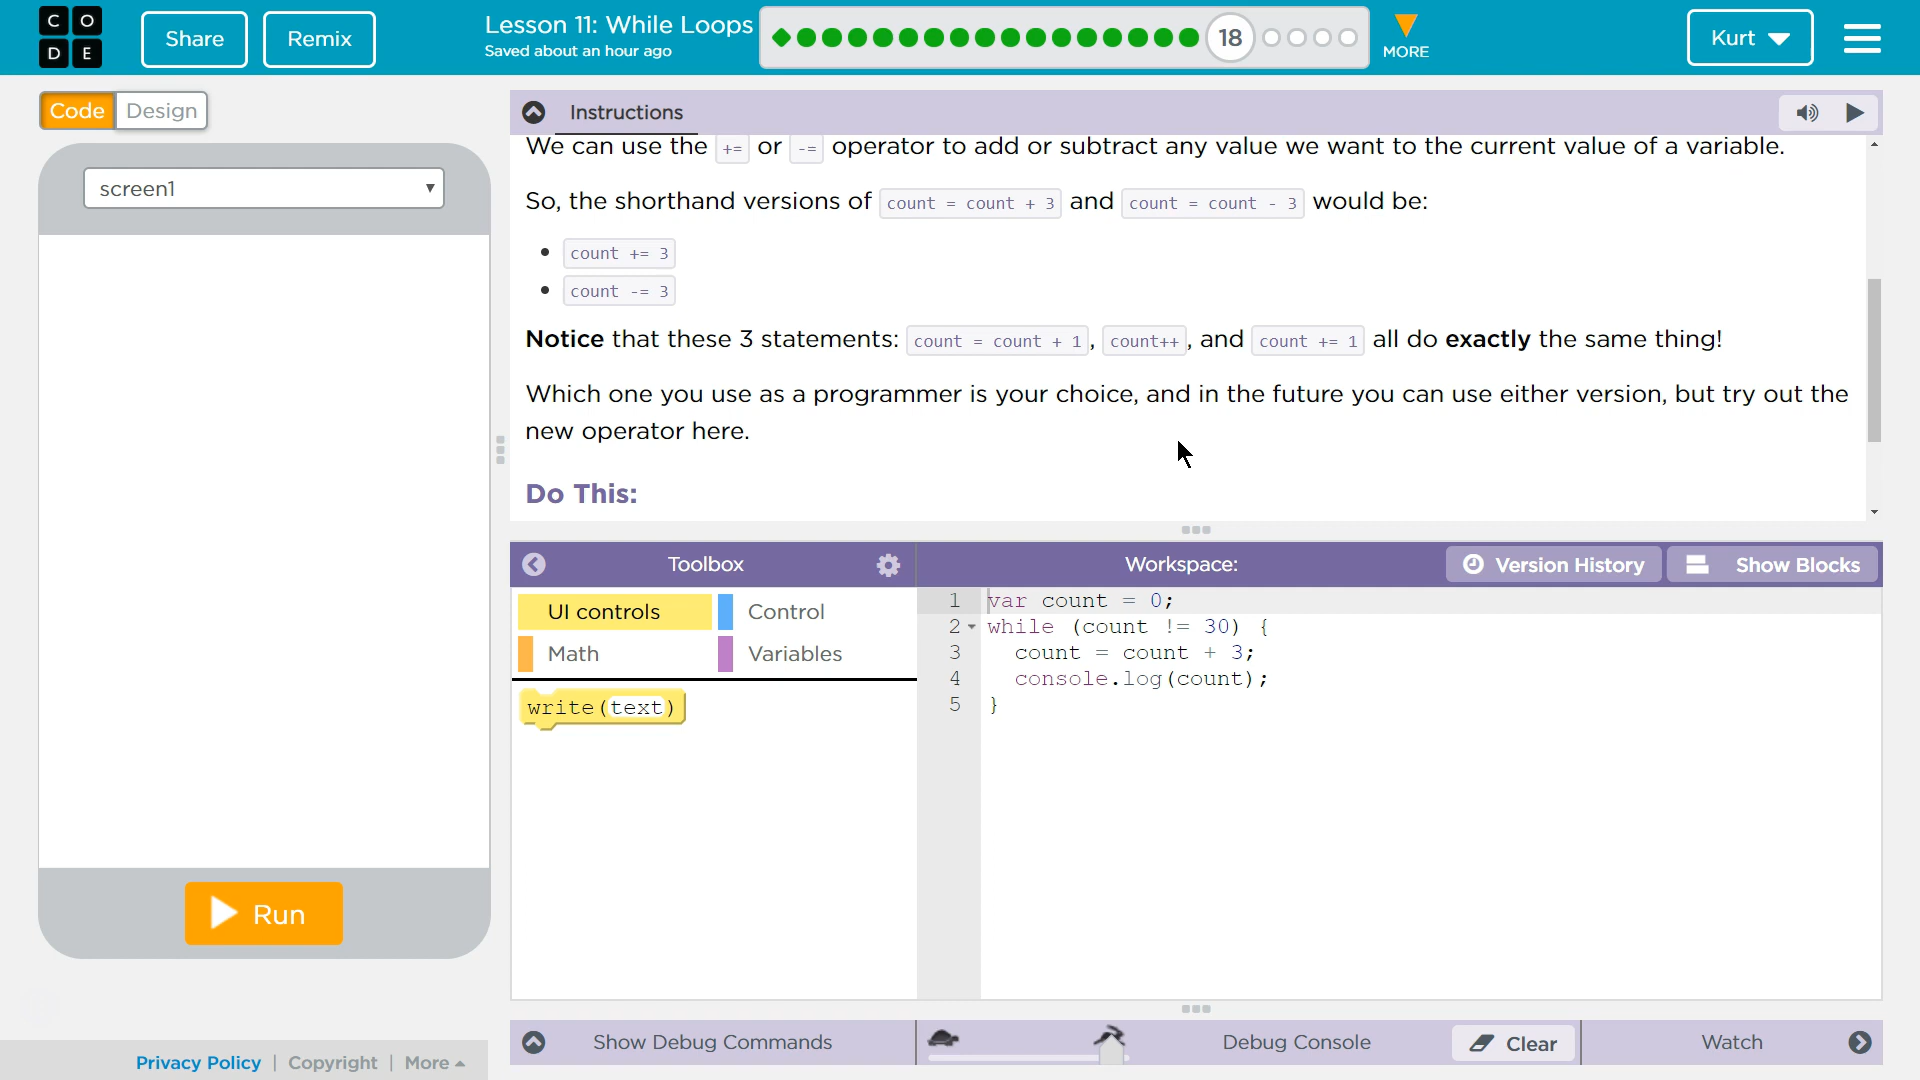 C O
D E
Share
Remix
Lesson 11: While Loops
Saved about an hour ago
18
MORE
Kurt
Code
Design
screen1
Run
Instructions
We can use the += or -= operator to add or subtract any value we want to the current value of a variable.
So, the shorthand versions of count = count + 3 and count = count - 3 would be:
count += 3
count -= 3
Notice that these 3 statements: count = count + 1, count++, and count += 1 all do exactly the same thing!
Which one you use as a programmer is your choice, and in the future you can use either version, but try out the
new operator here.
Do This:
Toolbox
Workspace:
Version History
Show Blocks
UI controls
Control
Math
Variables
write(text)
1 var count = 0;
2 while (count != 30) {
3 count = count + 3;
4 console.log(count);
5 }
Show Debug Commands
Debug Console
Clear
Watch
Privacy Policy | Copyright | More